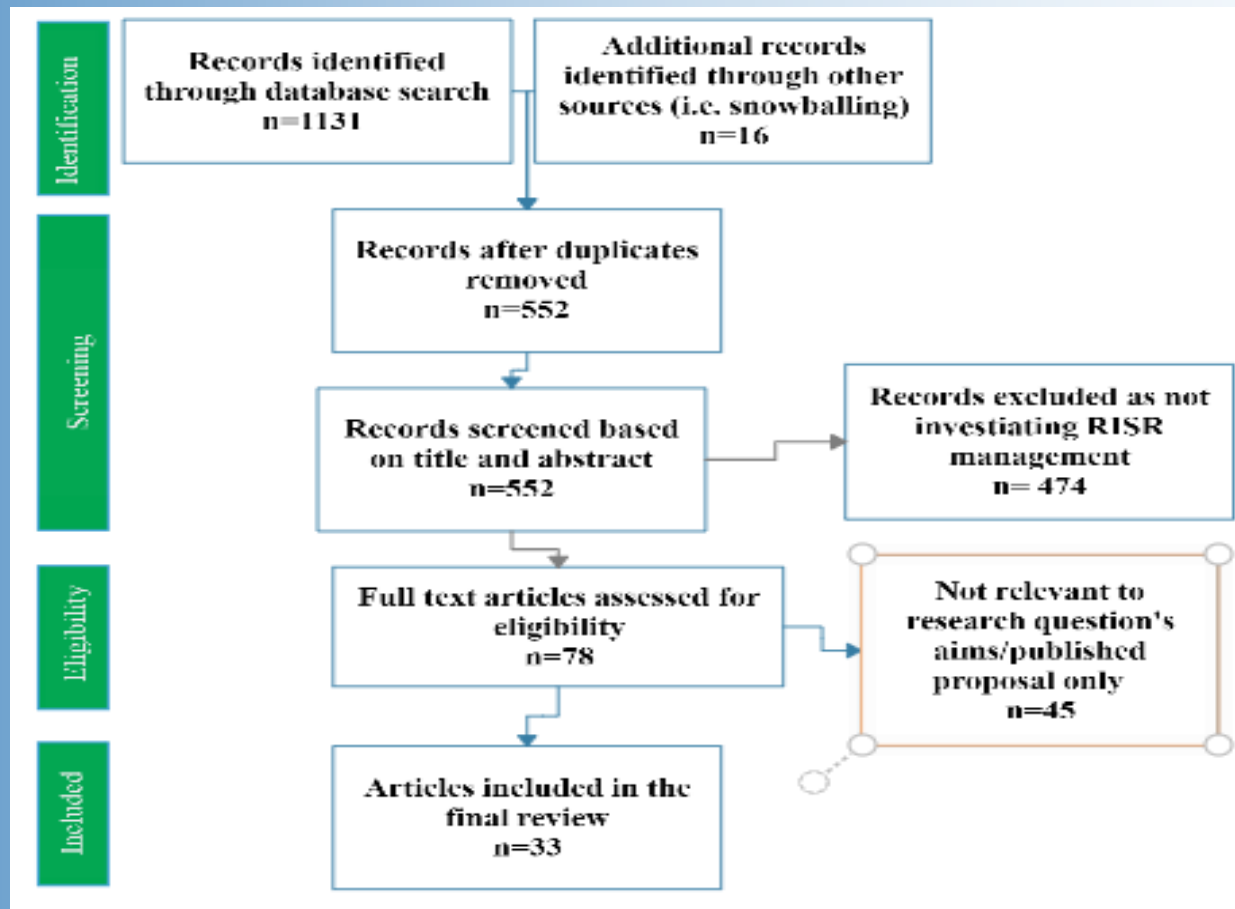 Identification
Records identified
through database search
n=1131
Additional records
identified through other
sources (i.e. snowballing)
n=16
Screening
Records after duplicates
removed
n=552
Records screened based
on title and abstract
n=552
Records excluded as not
investiating RISR
management
n= 474
Eligibility
Full text articles assessed for
eligibility
n=78
Not relevant to
research question's
aims/published
proposal only
n=45
Included
Articles included in the
final review
n=33